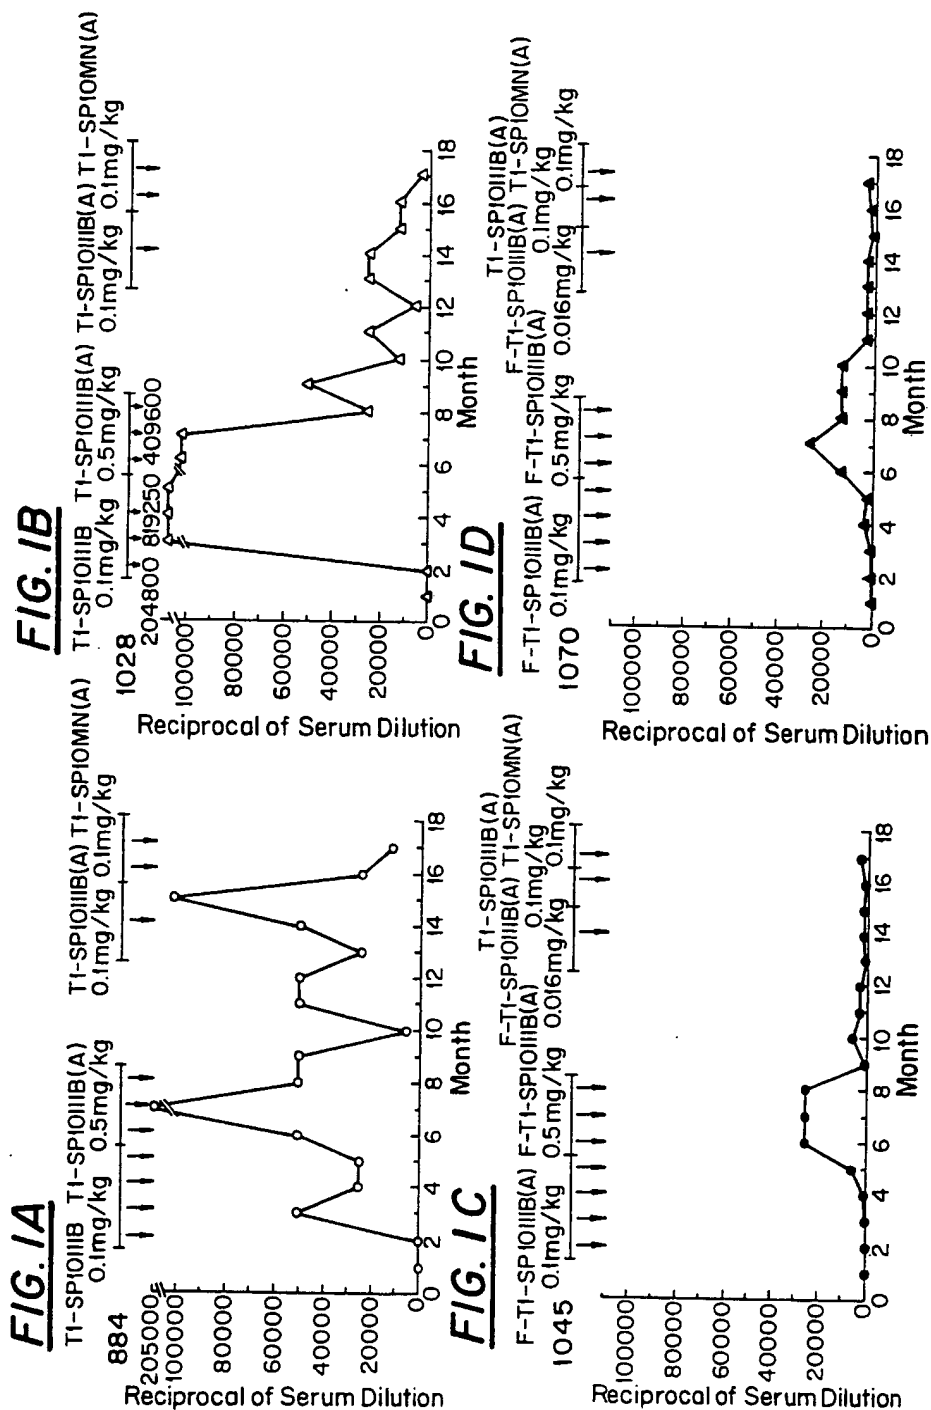 FIG. 1A
T1-SP10IIIB T1-SP10IIIB(A) T1-SP10IIIB(A) T1-SP10MN(A)
0.1mg/kg 0.5mg/kg 0.1mg/kg 0.1mg/kg
884
205000
100000
80000
60000
40000
20000
0
Reciprocal of Serum Dilution
0 2 4 6 8 10 12 14 16 18
Month
FIG. 1B
T1-SP10IIIB T1-SP10IIIB(A) T1-SP10IIIB(A) T1-SP10MN(A)
0.1mg/kg 0.5mg/kg 0.1mg/kg 0.1mg/kg
1028
204800 819250 409600
100000
80000
60000
40000
20000
0
Reciprocal of Serum Dilution
0 2 4 6 8 10 12 14 16 18
Month
FIG. 1C
T1-SP10IIIB(A)
F-T1-SP10IIIB(A) T1-SP10MN(A)
F-T1-SP10IIIB(A) F-T1-SP10IIIB(A) 0.1mg/kg
0.1mg/kg 0.5mg/kg 0.016mg/kg 0.1mg/kg
1045
100000
80000
60000
40000
20000
0
Reciprocal of Serum Dilution
0 2 4 6 8 10 12 14 16 18
Month
FIG. 1D
T1-SP10IIIB(A)
F-T1-SP10IIIB(A) T1-SP10MN(A)
F-T1-SP10IIIB(A) F-T1-SP10IIIB(A) 0.1mg/kg
0.1mg/kg 0.5mg/kg 0.016mg/kg 0.1mg/kg
1070
100000
80000
60000
40000
20000
0
Reciprocal of Serum Dilution
0 2 4 6 8 10 12 14 16 18
Month